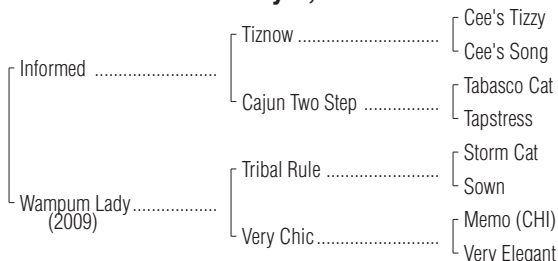 Cee's Tizzy
Tiznow ........................
Cee's Song
Informed .....................
Tabasco Cat
Cajun Two Step .............
Tapstress
Storm Cat
Tribal Rule ....................
Sown
Wampum Lady..............
(2009)
Memo (CHI)
Very Chic.....................
Very Elegant